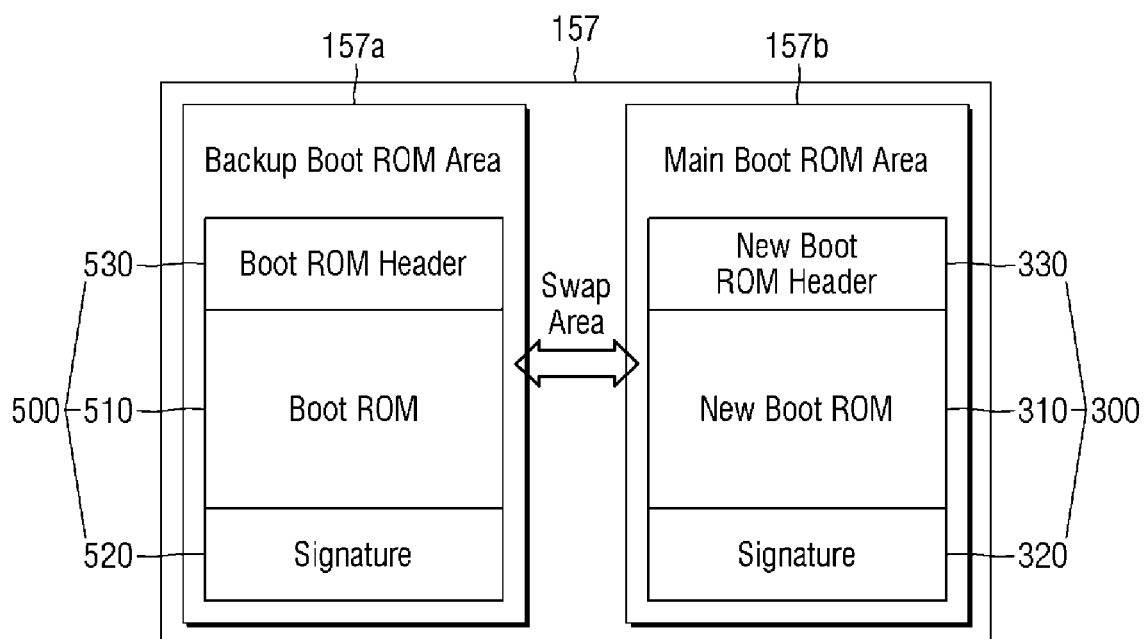 157a
157
157b
Backup Boot ROM Area
Main Boot ROM Area
530
Boot ROM Header
Swap
Area
New Boot
ROM Header
330
500
510
Boot ROM
New Boot ROM
310
300
520
Signature
Signature
320